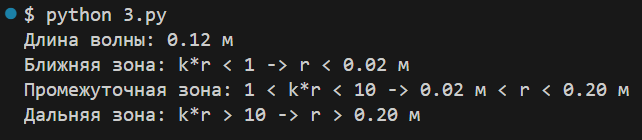 $ python 3.py
Длина волны: 0.12 м
Ближняя зона: k*r < 1 -> r < 0.02 м
Промежуточная зона: 1 < k*r < 10 -> 0.02 м < r < 0.20 м
Дальняя зона: k*r > 10 -> r > 0.20 м